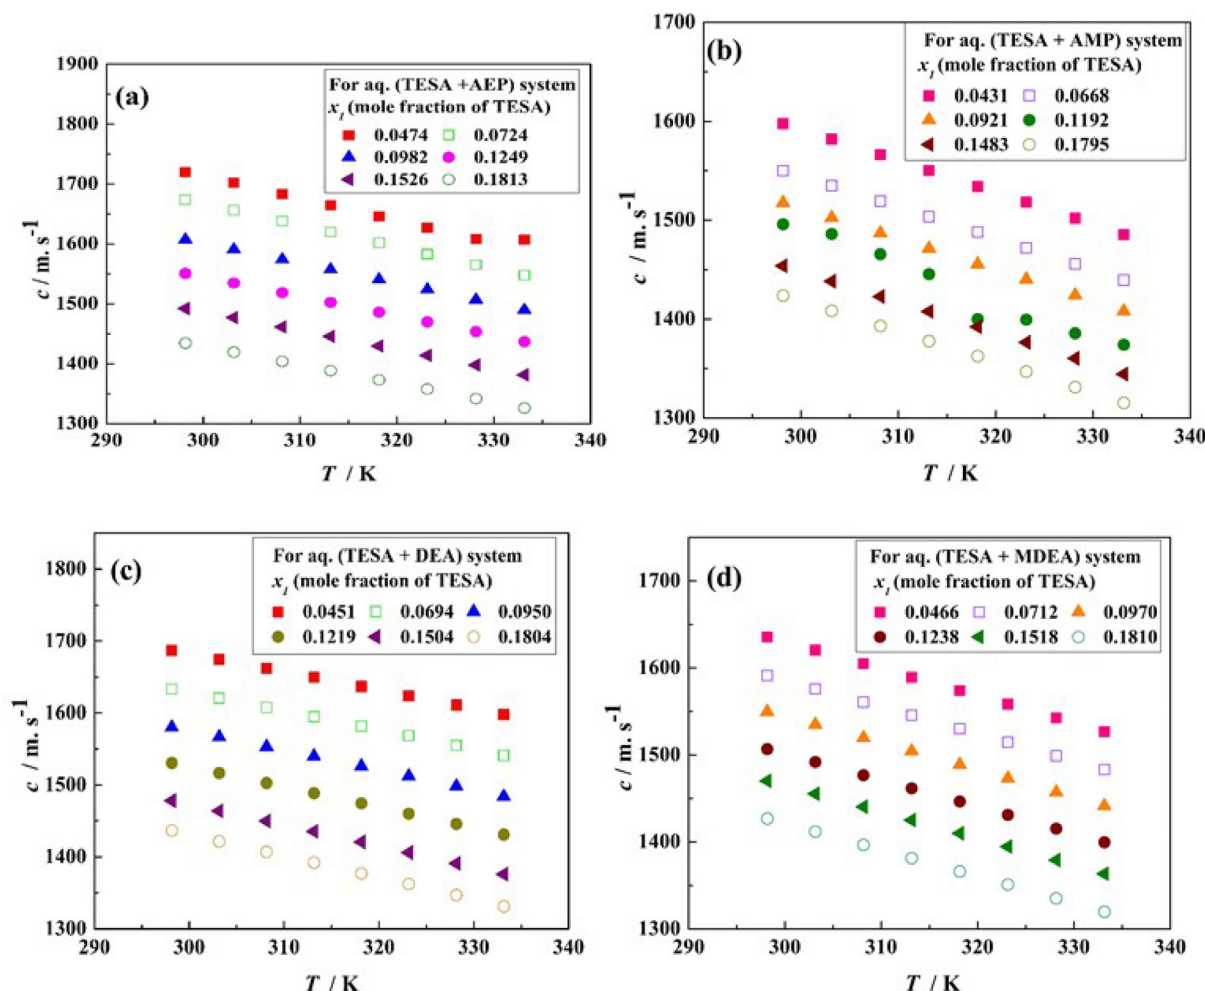 (a)
For aq. (TESA +AEP) system
x₁ (mole fraction of TESA)
0.0474 0.0724
0.0982 0.1249
0.1526 0.1813
1900
1800
1700
1600
1500
1400
1300
c / m. s⁻¹
290 300 310 320 330 340
T / K
(b)
For aq. (TESA + AMP) system
x₁ (mole fraction of TESA)
0.0431 0.0668
0.0921 0.1192
0.1483 0.1795
1700
1600
1500
1400
1300
c / m. s⁻¹
290 300 310 320 330 340
T / K
(c)
For aq. (TESA + DEA) system
x₁ (mole fraction of TESA)
0.0451 0.0694 0.0950
0.1219 0.1504 0.1804
1800
1700
1600
1500
1400
1300
c / m. s⁻¹
290 300 310 320 330 340
T / K
(d)
For aq. (TESA + MDEA) system
x₁ (mole fraction of TESA)
0.0466 0.0712 0.0970
0.1238 0.1518 0.1810
1700
1600
1500
1400
1300
c / m. s⁻¹
290 300 310 320 330 340
T / K